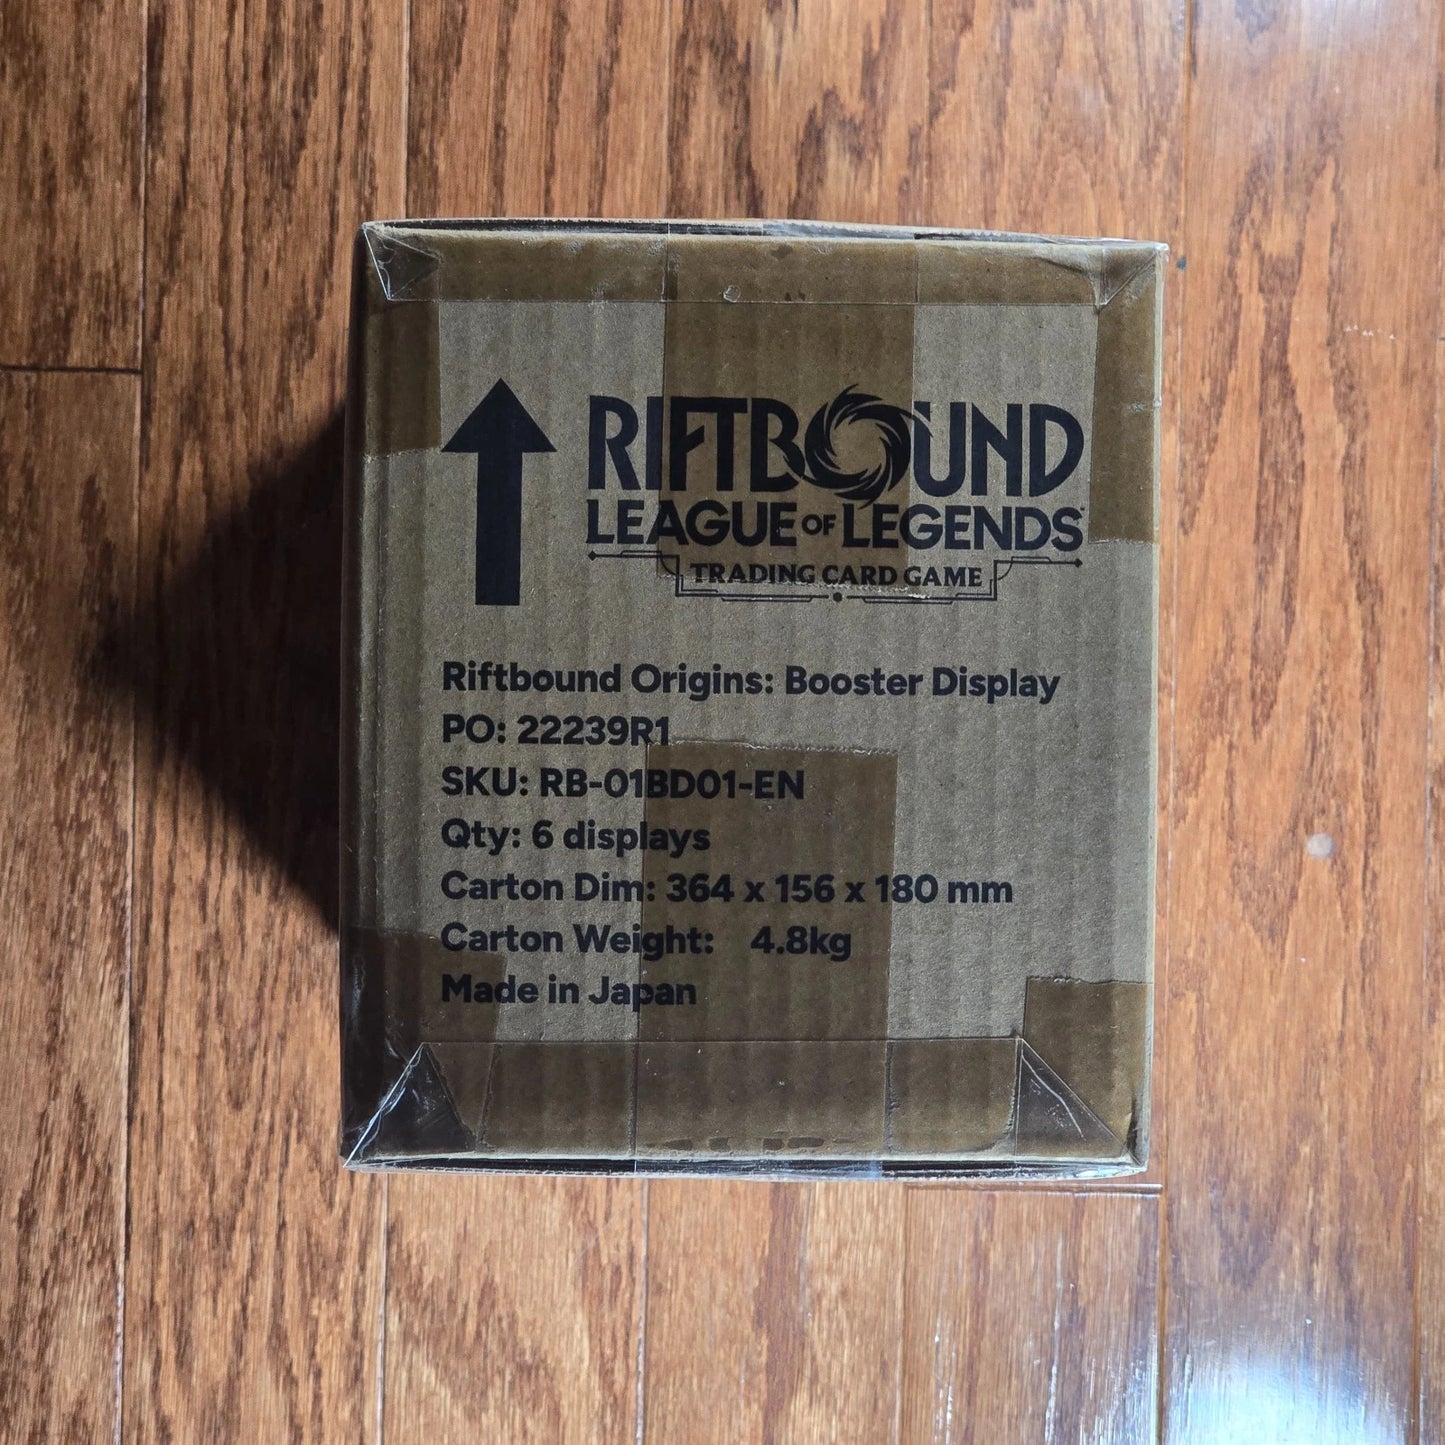 RIFTBOUND
LEAGUE OF LEGENDS
TRADING CARD GAME
Riftbound Origins: Booster Display
PO: 22239R1
SKU: RB-01BD01-EN
Qty: 6 displays
Carton Dim: 364 x 156 x 180 mm
Carton Weight: 4.8kg
Made in Japan